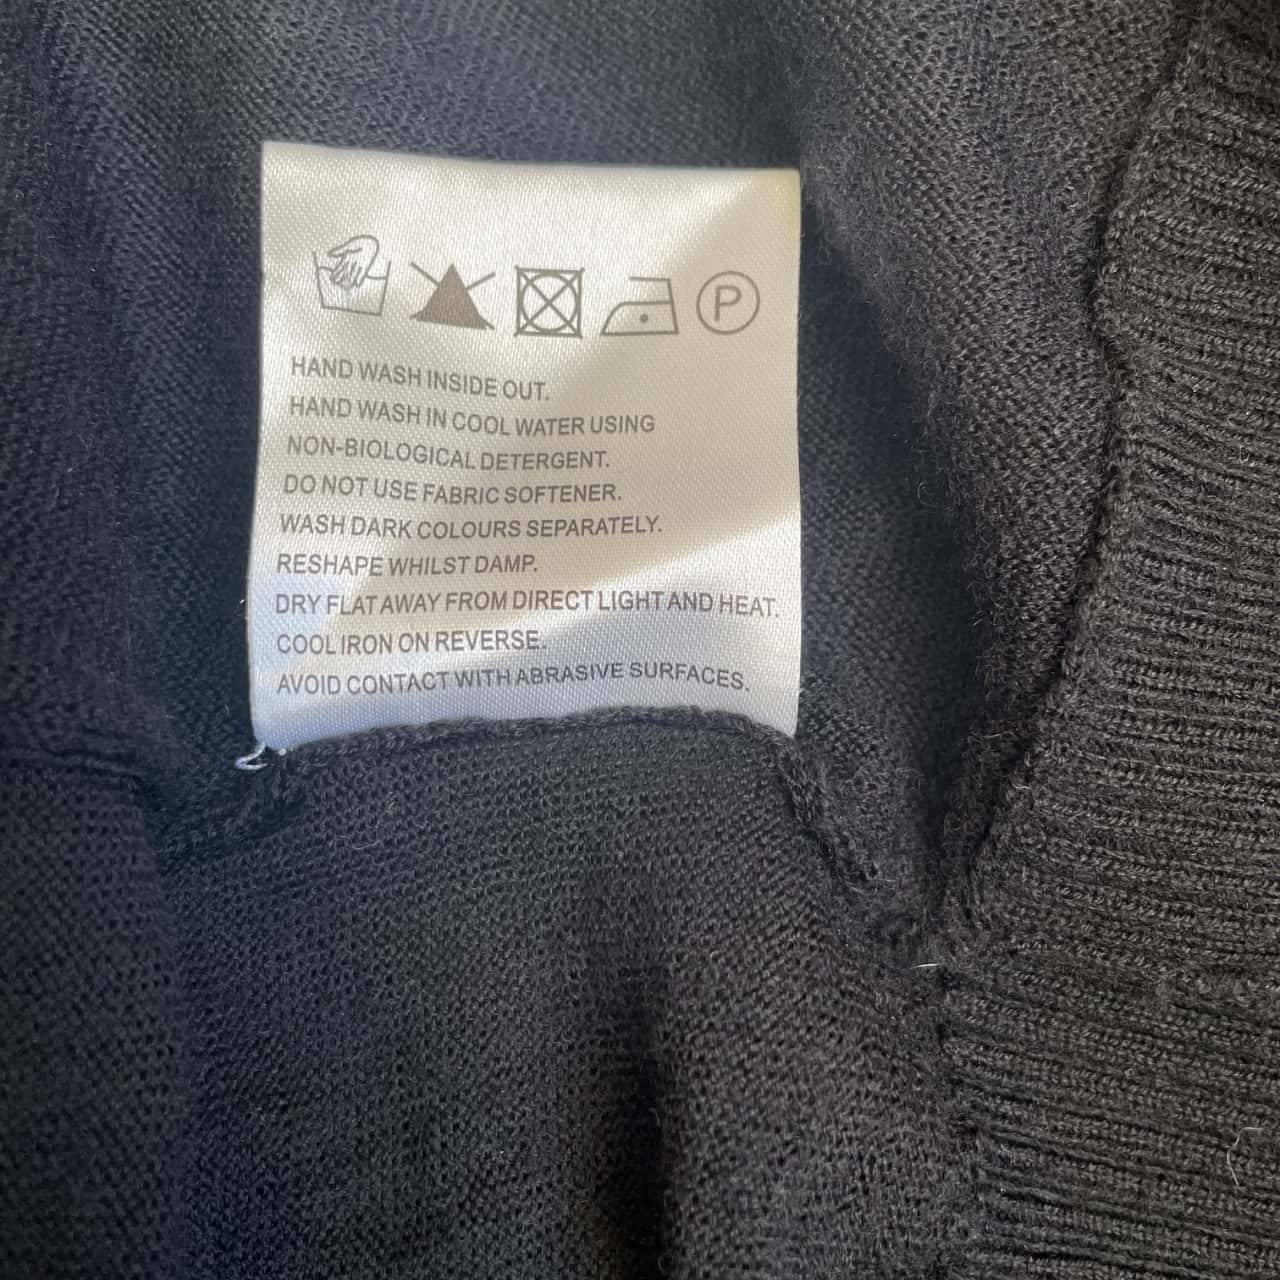 P
HAND WASH INSIDE OUT.
HAND WASH IN COOL WATER USING
NON-BIOLOGICAL DETERGENT.
DO NOT USE FABRIC SOFTENER.
WASH DARK COLOURS SEPARATELY.
RESHAPE WHILST DAMP.
DRY FLAT AWAY FROM DIRECT LIGHT AND HEAT.
COOL IRON ON REVERSE.
AVOID CONTACT WITH ABRASIVE SURFACES.